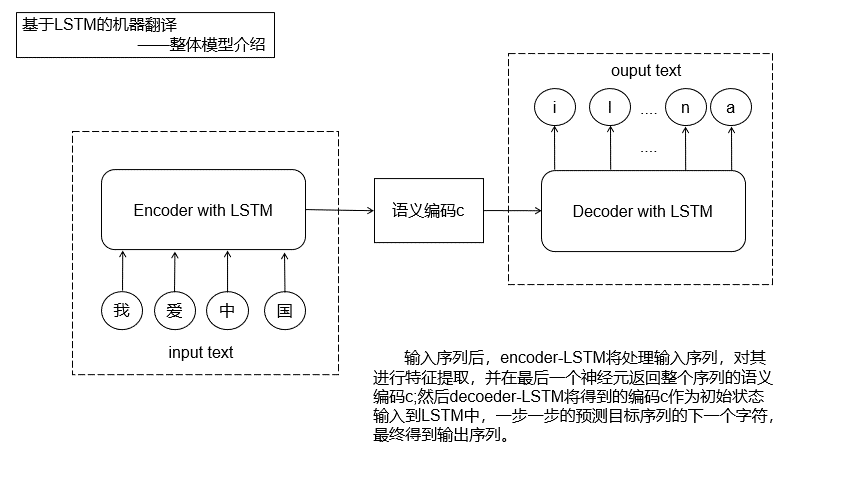 基于LSTM的机器翻译
——整体模型介绍
ouput text
i l .... n a
....
Encoder with LSTM
语义编码c
Decoder with LSTM
我 爱 中 国
input text
输入序列后，encoder-LSTM将处理输入序列，对其
进行特征提取，并在最后一个神经元返回整个序列的语义
编码c;然后decoeder-LSTM将得到的编码c作为初始状态
输入到LSTM中，一步一步的预测目标序列的下一个字符，
最终得到输出序列。